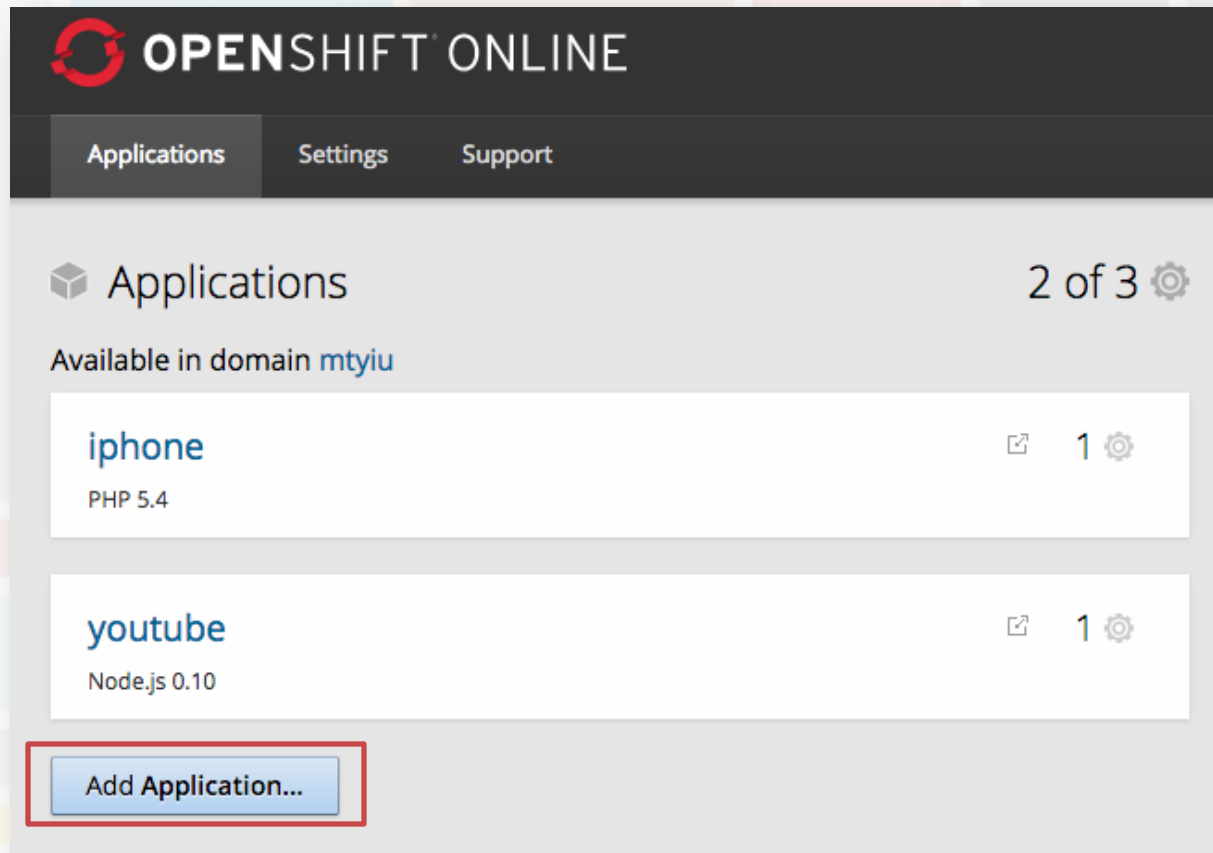 OPENSHIFT ONLINE
Applications Settings Support
Applications 2 of 3
Available in domain mtyiu
iphone 1
PHP 5.4
youtube 1
Node.js 0.10
Add Application...